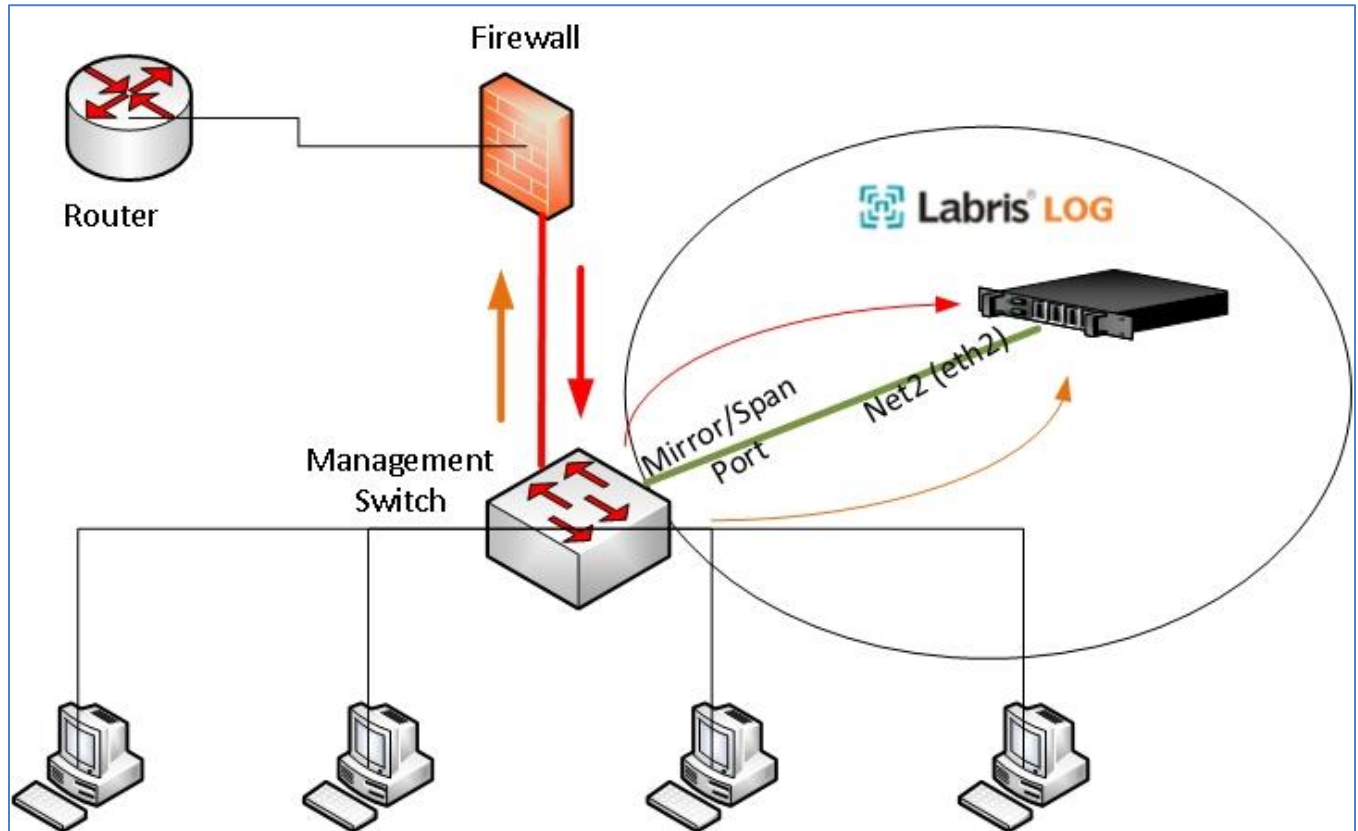 Firewall
Router
Labris® LOG
Management
Switch
Mirror/Span
Port
Net2 (eth2)